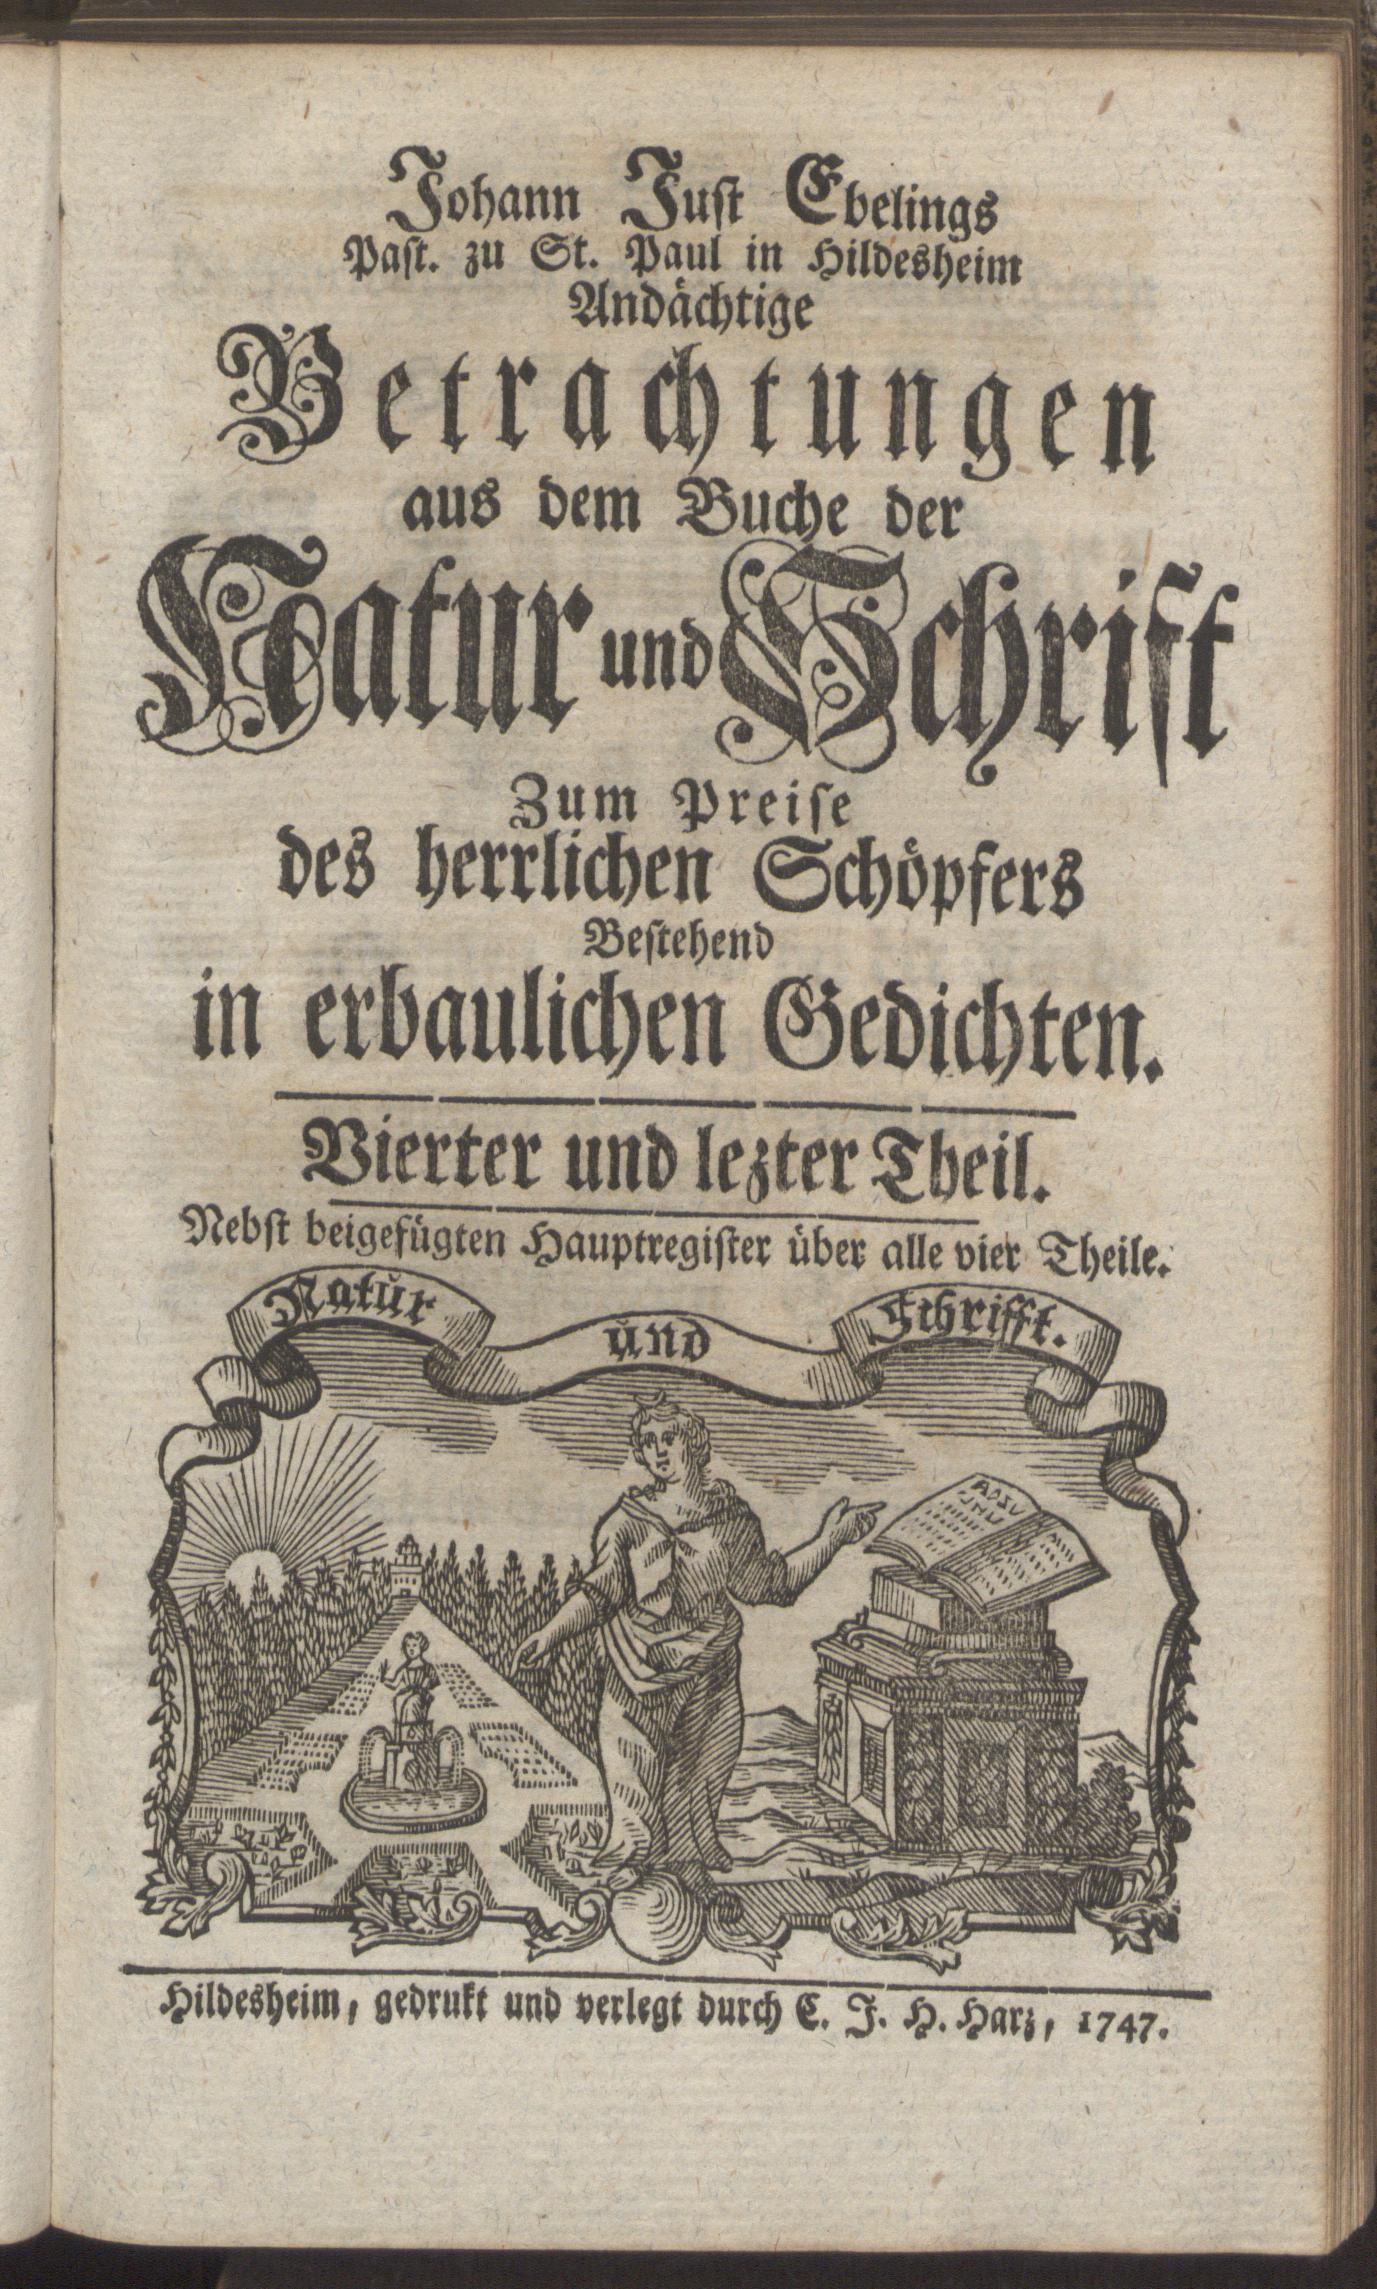 Johann Just Ebelings
Past. zu St. Paul in Hildesheim
Andächtige
Betrachtungen
aus dem Buche der
Natur und Schrift
Zum Preise
des herrlichen Schöpfers
Bestehend
in erbaulichen Gedichten.
Vierter und lezter Theil.
Nebst beigefügten Hauptregister über alle vier Theile.
Natŭr
ŭnd
Schrifft.
Hildesheim, gedrukt und verlegt durch C. J. H. Harz, 1747.